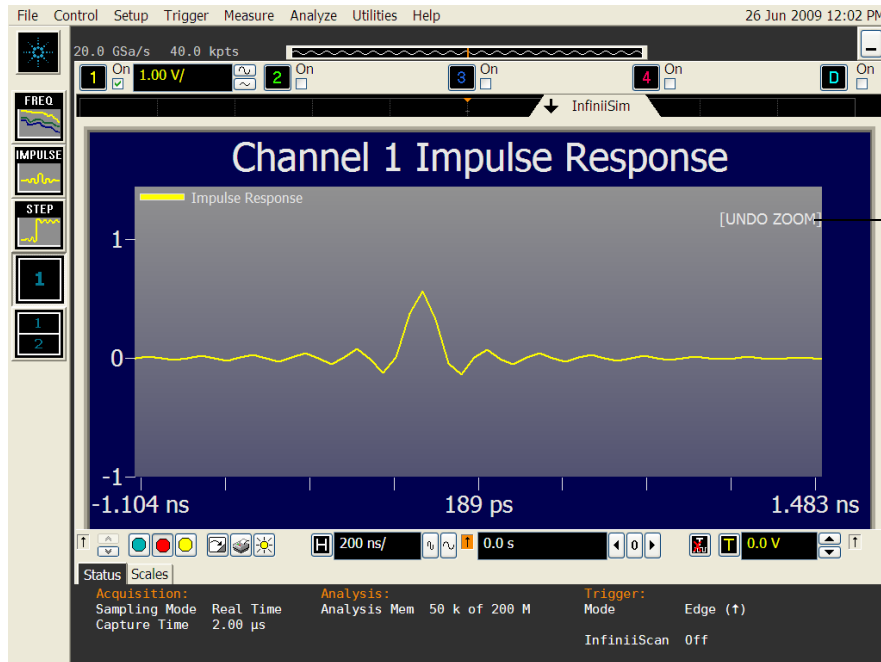 File Control Setup Trigger Measure Analyze Utilities Help 26 Jun 2009 12:02 PM
20.0 GSa/s 40.0 kpts
1 On 1.00 V/ 2 On 3 On 4 On D On
InfiniiSim
FREQ
IMPULSE
STEP
1
1
2
Channel 1 Impulse Response
Impulse Response
[UNDO ZOOM]
1
0
-1
-1.104 ns 189 ps 1.483 ns
H 200 ns/ 0.0 s 0 T 0.0 V
Status Scales
Acquisition: Analysis: Trigger:
Sampling Mode Real Time Analysis Mem 50 k of 200 M Mode Edge (↑)
Capture Time 2.00 µs
InfiniiScan Off